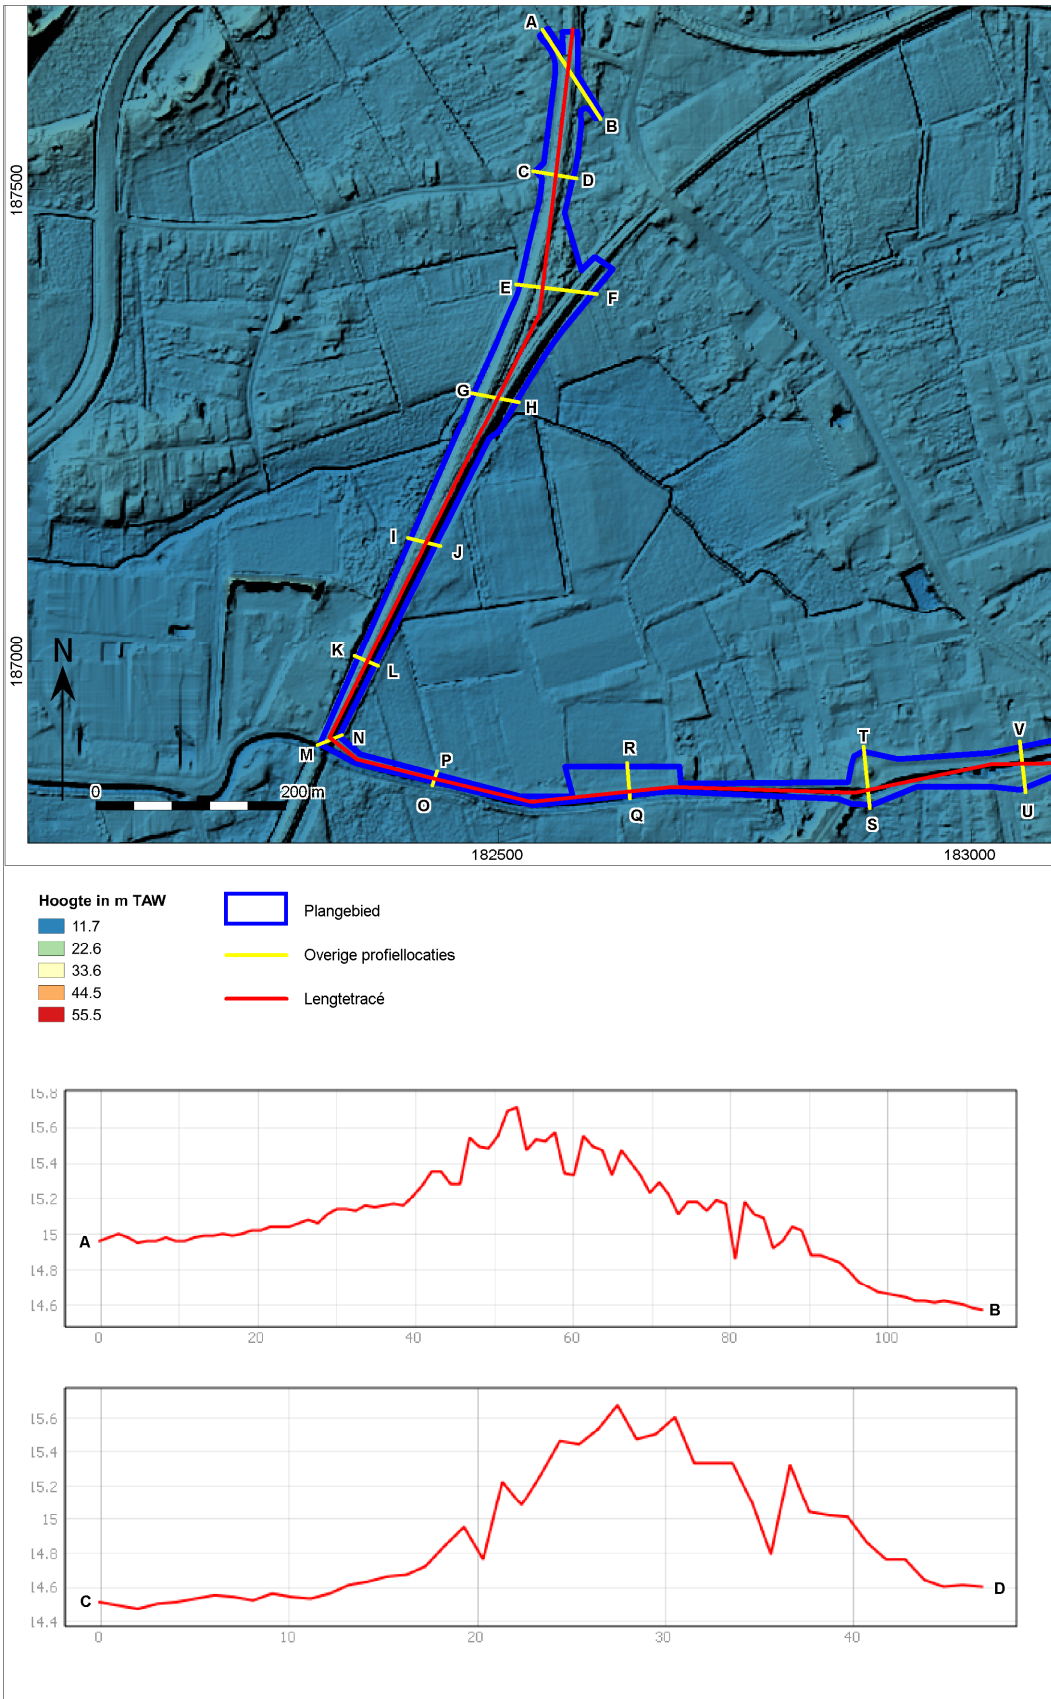 A
B
187500
C
D
E
F
G
H
I
J
K
L
187000
N
M
N
P
O
R
Q
T
S
V
U
0
200 m
182500
183000
Hoogte in m TAW
11.7
22.6
33.6
44.5
55.5
Plangebied
Overige profiellocaties
Lengtetracé
15.8
15.6
15.4
15.2
15
14.8
14.6
A
B
0
20
40
60
80
100
15.6
15.4
15.2
15
14.8
14.6
14.4
C
D
0
10
20
30
40